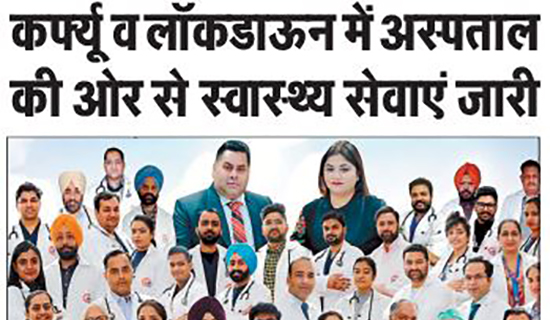 कर्फ्यू व लॉकडाऊन में अस्पताल
की ओर से स्वास्थ्य सेवाएं जारी